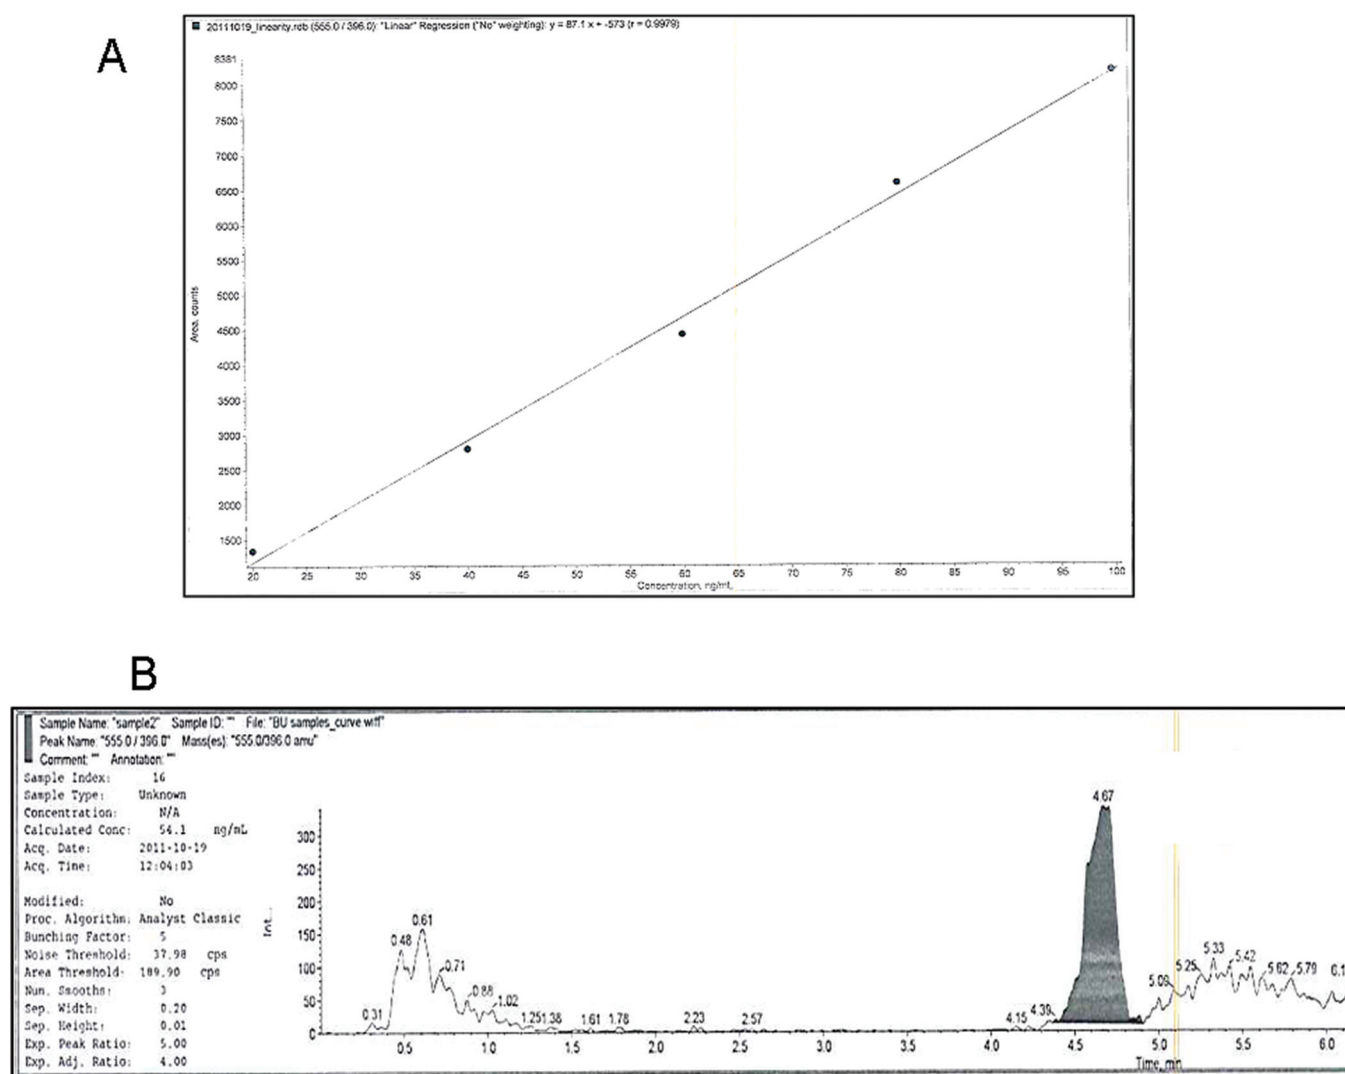 A
20111019_linearity.rdb (555.0 / 396.0): "Linear" Regression ("No" weighting): y = 87.1 x + -573 (r = 0.9979)
8381
8000
7500
7000
6500
6000
5500
5000
4500
4000
3500
3000
2500
2000
1500
Area, counts
20 25 30 35 40 45 50 55 60 65 70 75 80 85 90 95 100
Concentration, ng/mL
B
Sample Name: "sample2" Sample ID: "" File: "BU samples_curve.wiff"
Peak Name: "555.0 / 396.0" Mass(es): "555.0/396.0 amu"
Comment: "" Annotation: ""
Sample Index: 16
Sample Type: Unknown
Concentration: N/A
Calculated Conc: 54.1 ng/mL
Acq. Date: 2011-10-19
Acq. Time: 12:04:03
Modified: No
Proc. Algorithm: Analyst Classic
Bunching Factor: 5
Noise Threshold: 37.98 cps
Area Threshold: 189.90 cps
Num. Smooths: 3
Sep. Width: 0.20
Sep. Height: 0.01
Exp. Peak Ratio: 5.00
Exp. Adj. Ratio: 4.00
300
250
200
150
100
50
0
Int...
0.31 0.48 0.61 0.71 0.88 1.02 1.25 1.38 1.61 1.78 2.23 2.57 4.15 4.39 4.67 5.09 5.25 5.33 5.42 5.62 5.79 6.1
0.5 1.0 1.5 2.0 2.5 3.0 3.5 4.0 4.5 5.0 5.5 6.0
Time, min